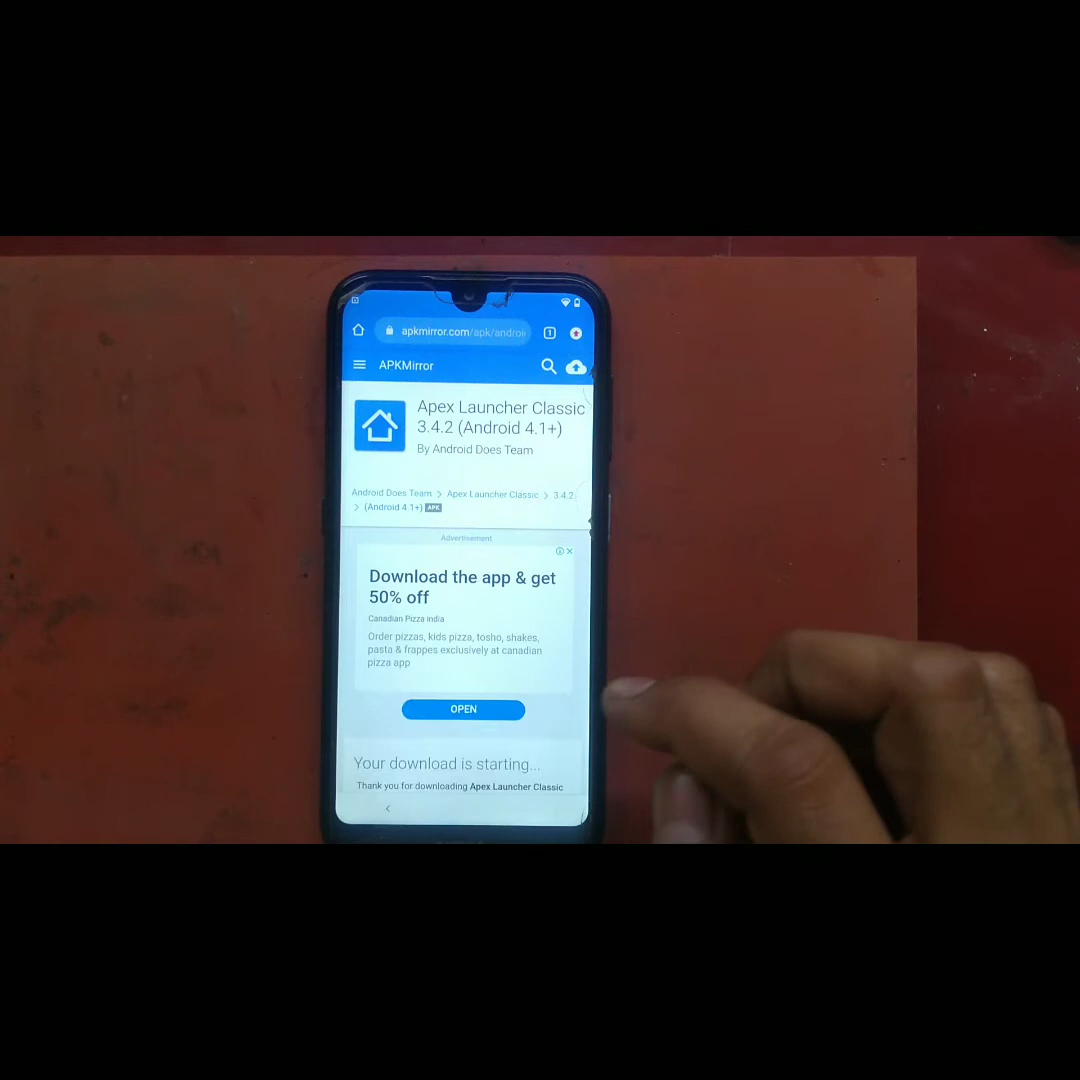 apkmirror.com/apk/androi
1
APKMirror
Apex Launcher Classic
3.4.2 (Android 4.1+)
By Android Does Team
Android Does Team > Apex Launcher Classic > 3.4.2
> (Android 4.1+) APK
Advertisement
Download the app & get
50% off
Canadian Pizza india
Order pizzas, kids pizza, tosho, shakes,
pasta & frappes exclusively at canadian
pizza app
OPEN
Your download is starting...
Thank you for downloading Apex Launcher Classic